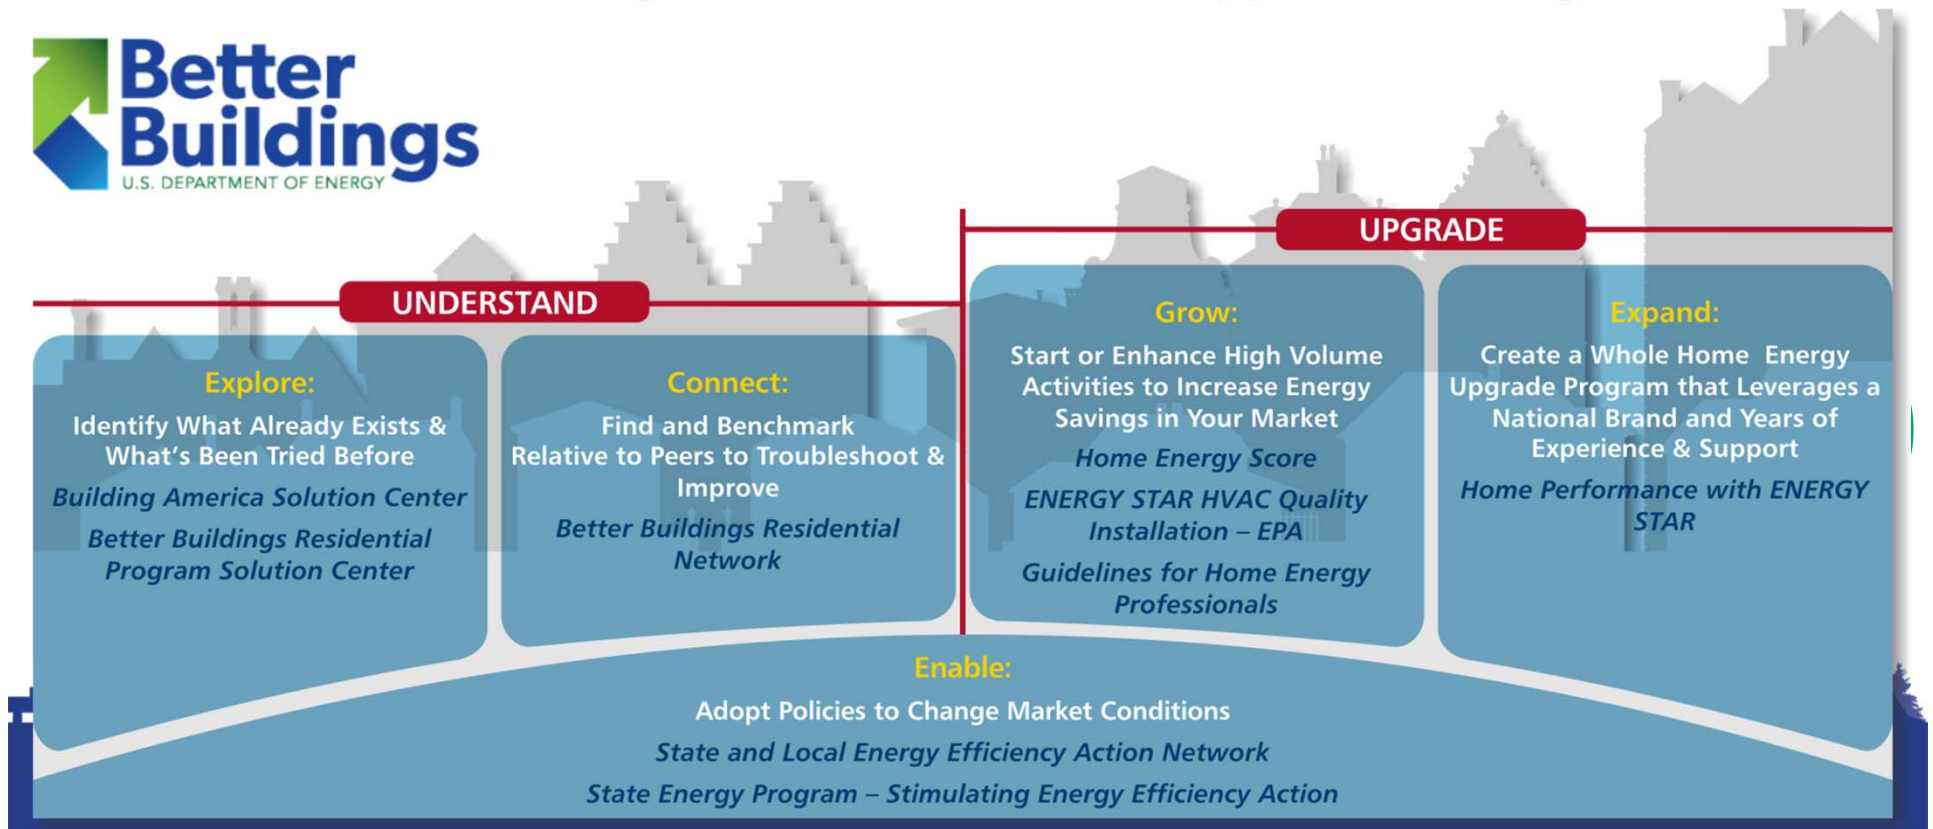 Better
Buildings
U.S. DEPARTMENT OF ENERGY
UNDERSTAND
UPGRADE
Explore:
Identify What Already Exists &
What's Been Tried Before
Building America Solution Center
Better Buildings Residential
Program Solution Center
Connect:
Find and Benchmark
Relative to Peers to Troubleshoot &
Improve
Better Buildings Residential
Network
Grow:
Start or Enhance High Volume
Activities to Increase Energy
Savings in Your Market
Home Energy Score
ENERGY STAR HVAC Quality
Installation – EPA
Guidelines for Home Energy
Professionals
Expand:
Create a Whole Home Energy
Upgrade Program that Leverages a
National Brand and Years of
Experience & Support
Home Performance with ENERGY
STAR
Enable:
Adopt Policies to Change Market Conditions
State and Local Energy Efficiency Action Network
State Energy Program – Stimulating Energy Efficiency Action